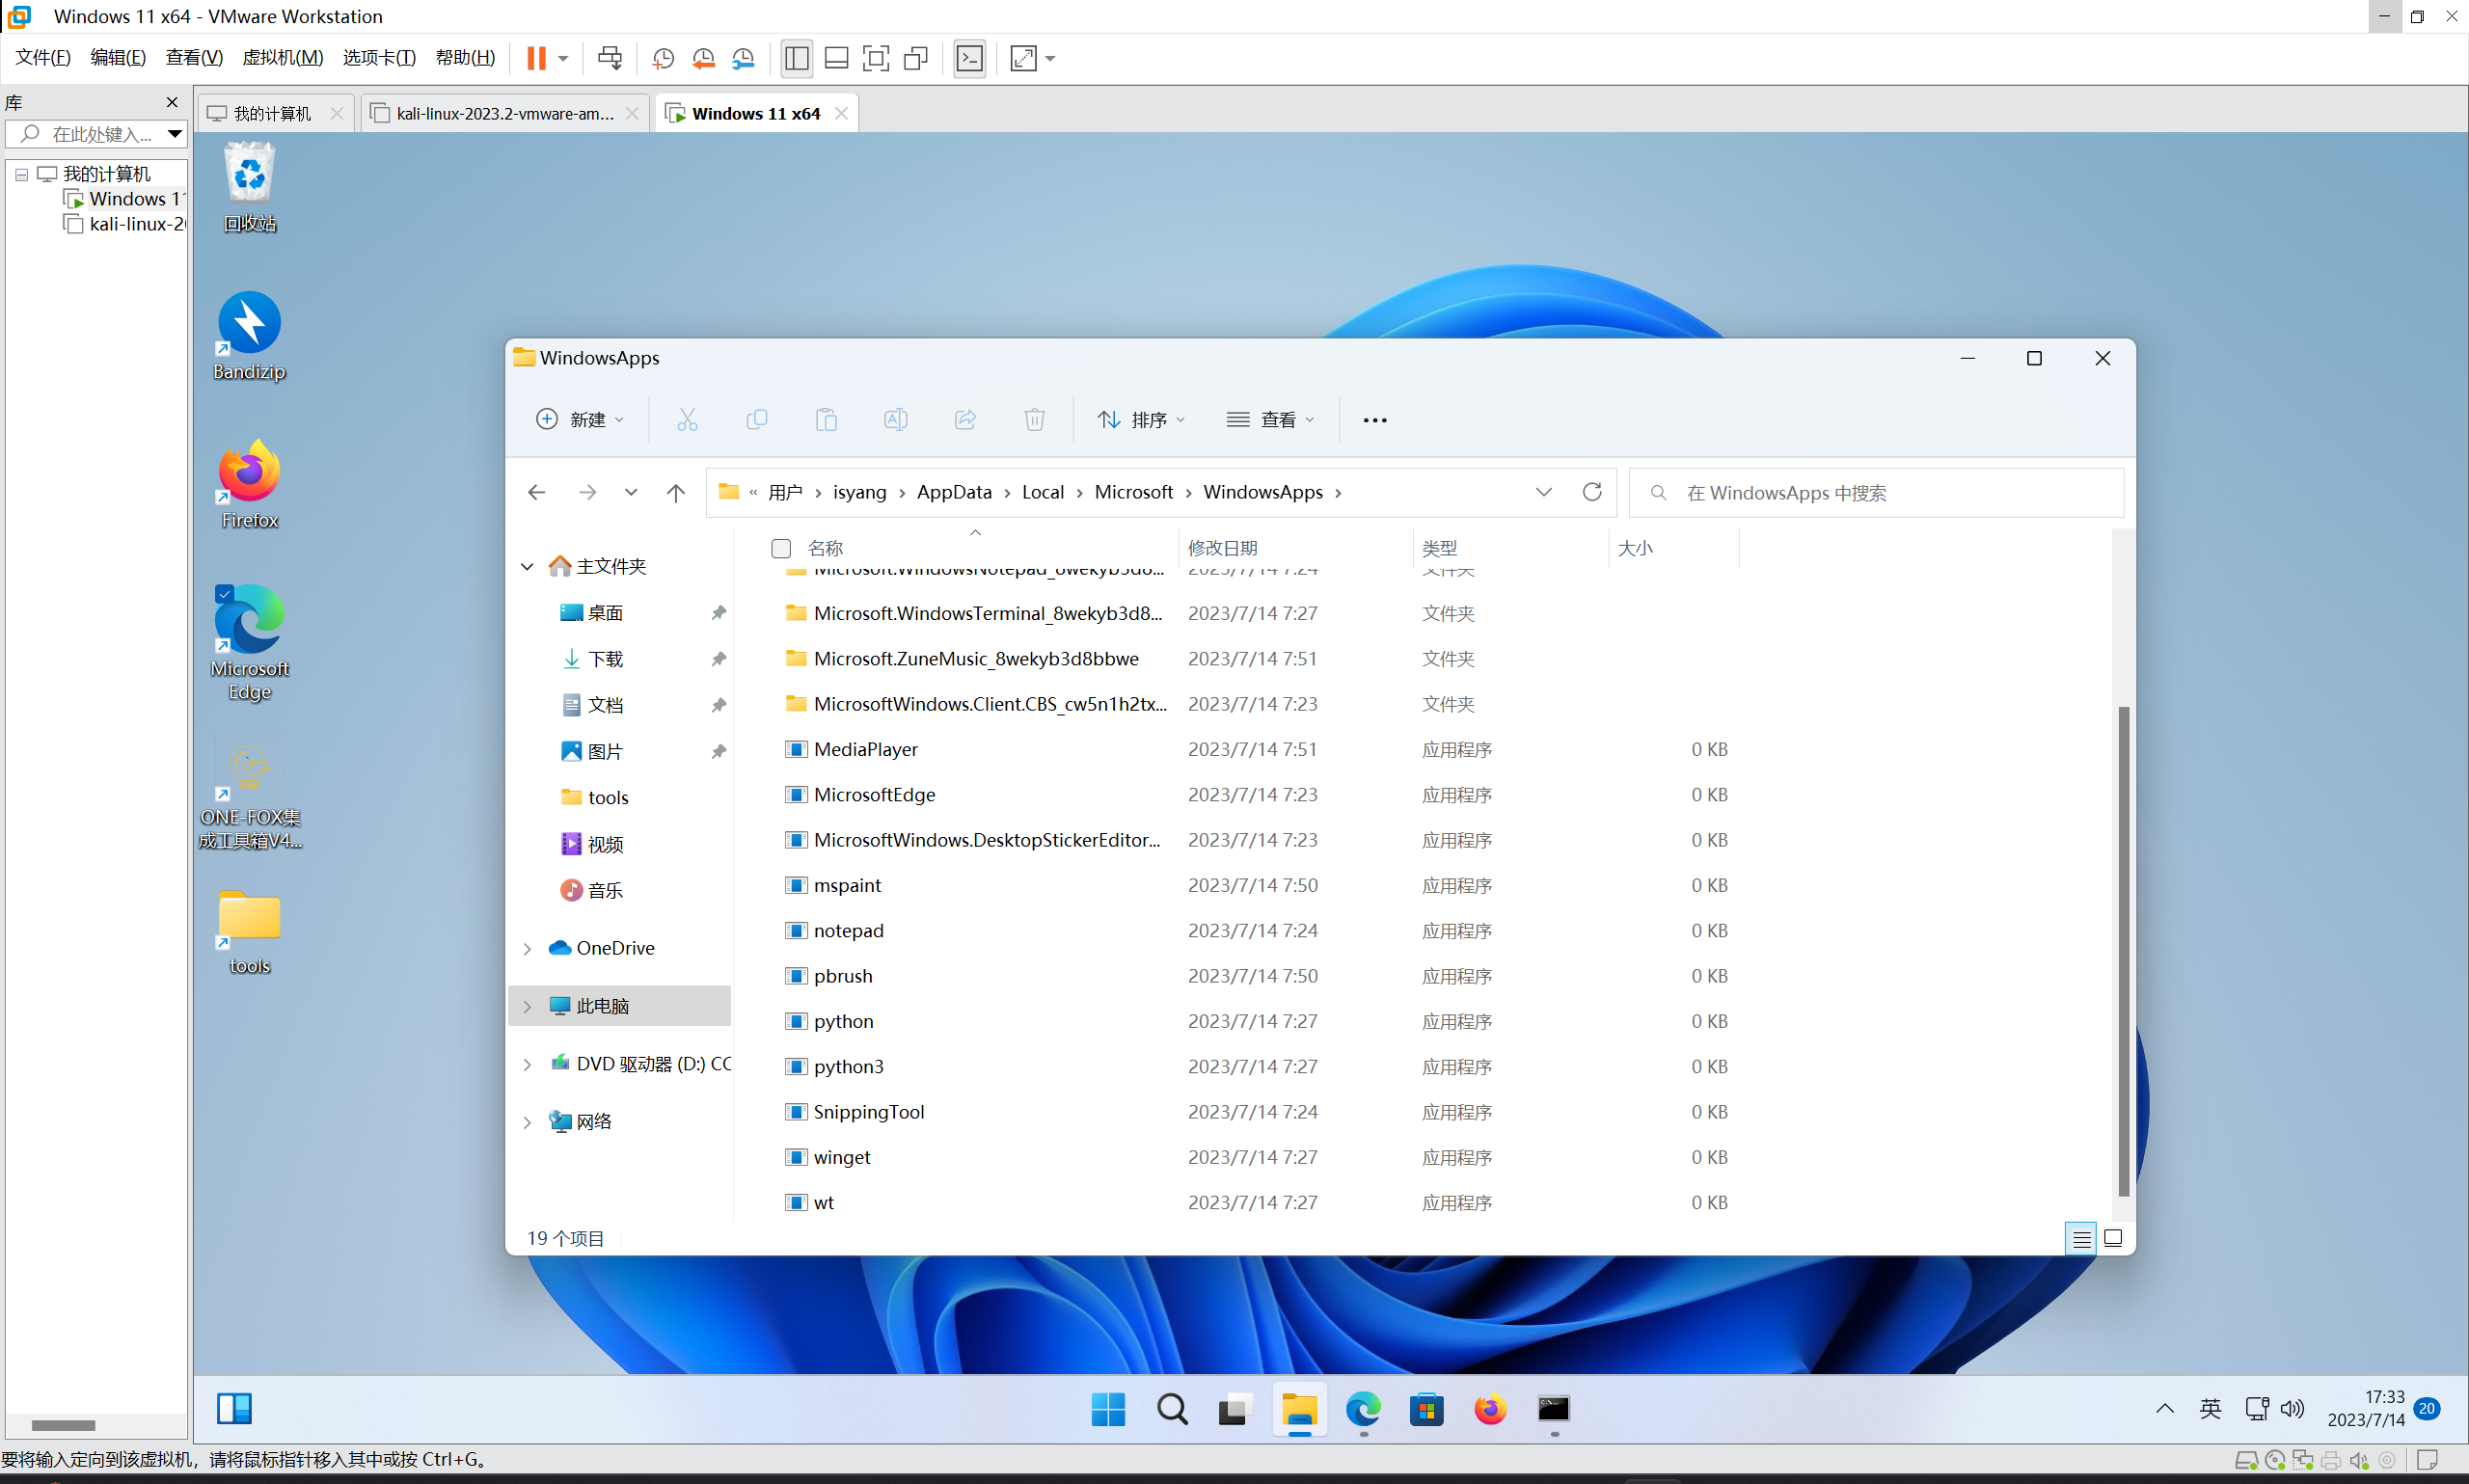 Windows 11 x64 - VMware Workstation
文件(F) 编辑(E) 查看(V) 虚拟机(M) 选项卡(T) 帮助(H)
库
在此处键入...
我的计算机
Windows 11
kali-linux-20
我的计算机
kali-linux-2023.2-vmware-am...
Windows 11 x64
回收站
Bandizip
Firefox
Microsoft
Edge
ONE-FOX集
成工具箱V4...
tools
WindowsApps
新建
排序
查看
« 用户 › isyang › AppData › Local › Microsoft › WindowsApps ›
在 WindowsApps 中搜索
主文件夹
桌面
下载
文档
图片
tools
视频
音乐
OneDrive
此电脑
DVD 驱动器 (D:) CC
网络
名称 修改日期 类型 大小
Microsoft.WindowsNotepad_8wekyb3d8... 2023/7/14 7:24 文件夹
Microsoft.WindowsTerminal_8wekyb3d8... 2023/7/14 7:27 文件夹
Microsoft.ZuneMusic_8wekyb3d8bbwe 2023/7/14 7:51 文件夹
MicrosoftWindows.Client.CBS_cw5n1h2tx... 2023/7/14 7:23 文件夹
MediaPlayer 2023/7/14 7:51 应用程序 0 KB
MicrosoftEdge 2023/7/14 7:23 应用程序 0 KB
MicrosoftWindows.DesktopStickerEditor... 2023/7/14 7:23 应用程序 0 KB
mspaint 2023/7/14 7:50 应用程序 0 KB
notepad 2023/7/14 7:24 应用程序 0 KB
pbrush 2023/7/14 7:50 应用程序 0 KB
python 2023/7/14 7:27 应用程序 0 KB
python3 2023/7/14 7:27 应用程序 0 KB
SnippingTool 2023/7/14 7:24 应用程序 0 KB
winget 2023/7/14 7:27 应用程序 0 KB
wt 2023/7/14 7:27 应用程序 0 KB
19 个项目
英
17:33
2023/7/14
20
要将输入定向到该虚拟机，请将鼠标指针移入其中或按 Ctrl+G。